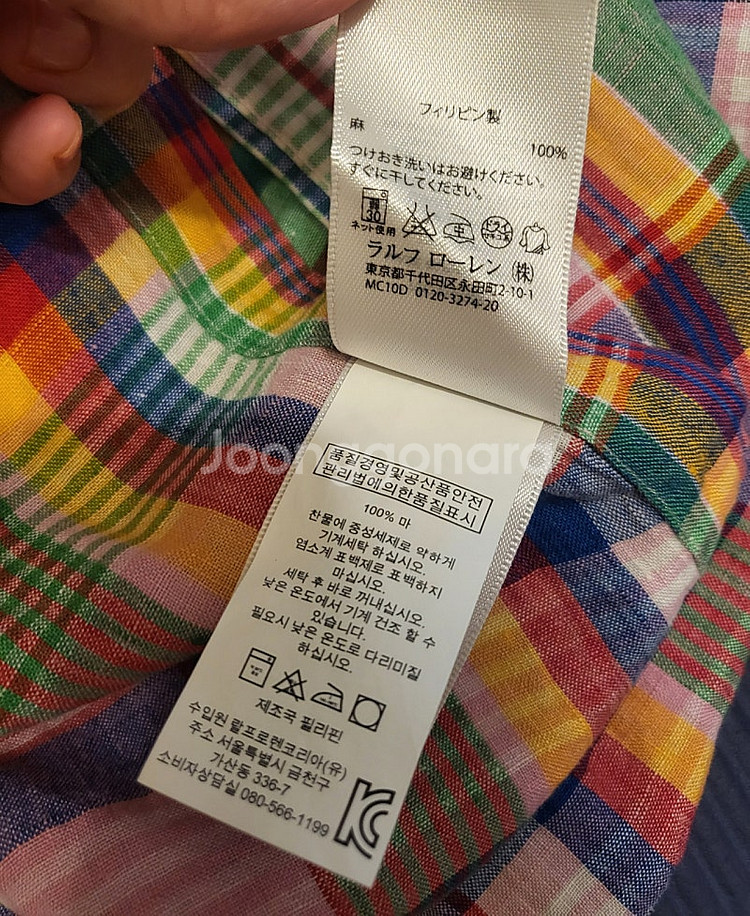 フィリピン製
麻 100%
つけおき洗いはお避けください。
すぐに干してください。
弱
30
ネット使用
中
ラルフ ローレン (株)
東京都千代田区永田町2-10-1
MC10D 0120-3274-20
Joongonara
품질경영및공산품안전
관리법에의한품질표시
100% 마
찬물에 중성세제로 약하게
기계세탁 하십시오.
염소계 표백제로 표백하지
마십시오.
세탁 후 바로 꺼내십시오.
낮은 온도에서 기계 건조 할 수
있습니다.
필요시 낮은 온도로 다리미질
하십시오.
제조국 필리핀
수입원 랄프로렌코리아(유)
주소 서울특별시 금천구
가산동 336-7
소비자상담실 080-566-1199
KC